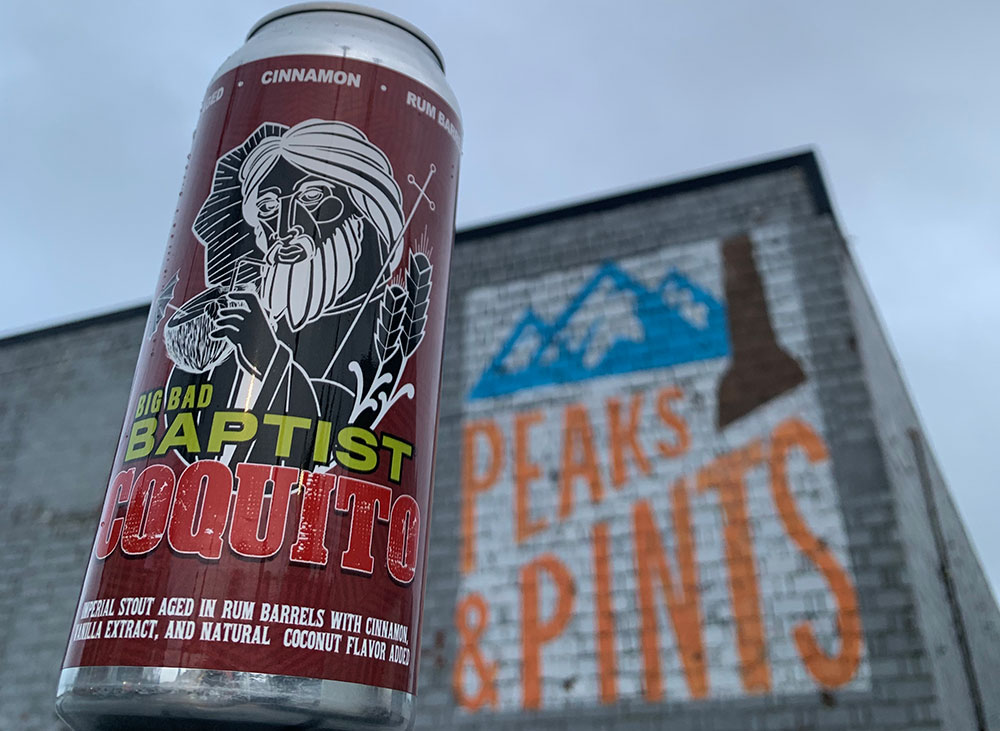 CINNAMON • RUM
BIG BAD
BAPTIST
COQUITO
IMPERIAL STOUT AGED IN RUM BARRELS WITH CINNAMON,
VANILLA EXTRACT, AND NATURAL COCONUT FLAVOR ADDED
PEAKS
& PINTS